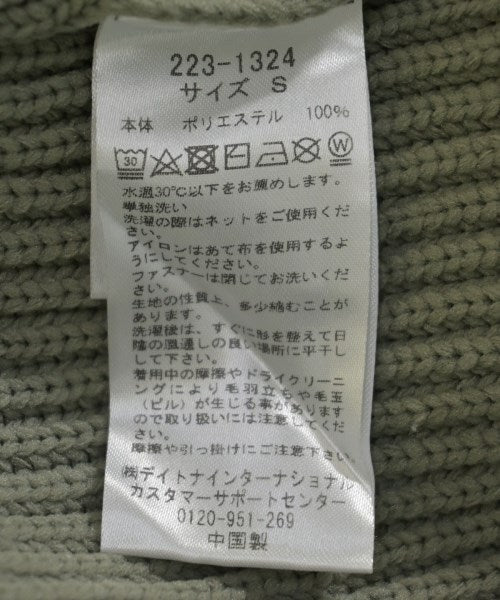 223-1324
サイズ S
本体 ポリエステル 100%
30 W
水温30℃以下をお薦めします。
単独洗い
洗濯の際はネットをご使用くだ
さい。
アイロンはあて布を使用するよ
うにしてください。
ファスナーは閉じてお洗いくだ
さい。
生地の性質上、多少縮むことが
あります。
洗濯後は、すぐに形を整えて日
陰の風通しの良い場所に平干し
して下さい。
着用中の摩擦やドライクリーニ
ングにより毛羽立ちや毛玉
(ピル)が生じる事があります
ので取り扱いには注意してくだ
さい。
摩擦や引っ掛けにご注意下さい。
㈱デイトナインターナショナル
カスタマーサポートセンター
0120-951-269
中国製